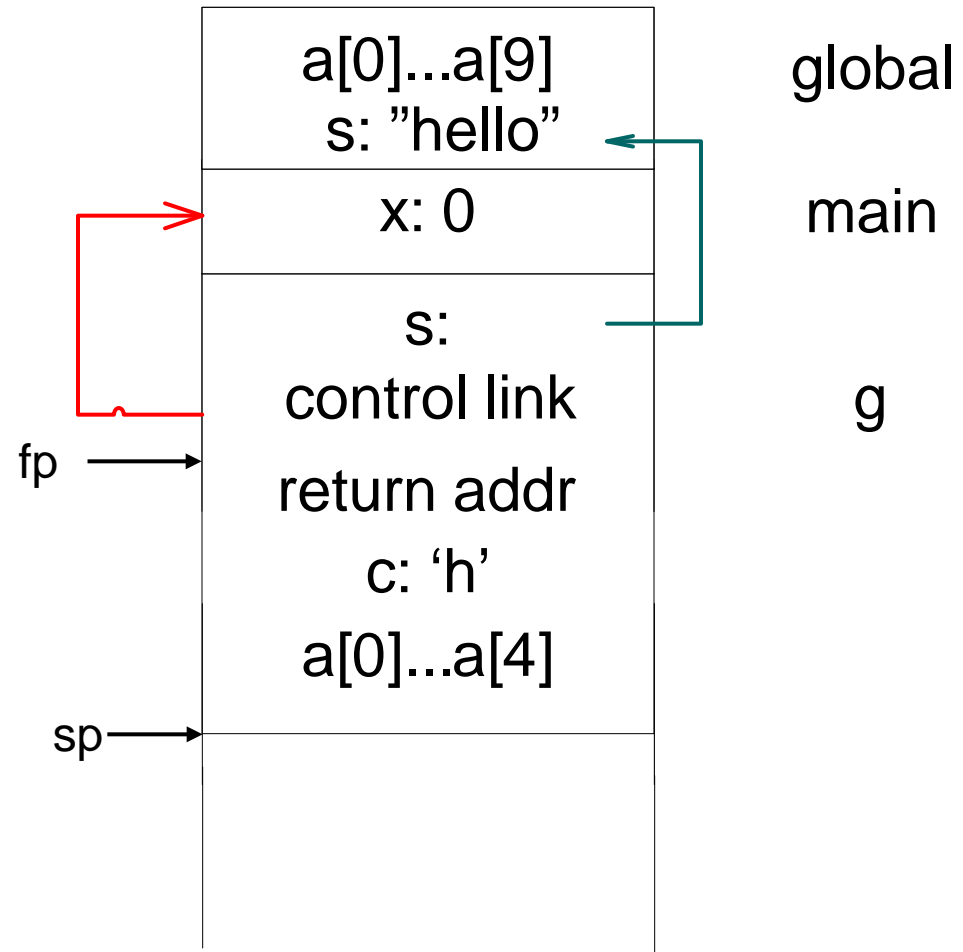 a[0]...a[9]
global
s: ”hello”
x: 0
main
s:
control link
g
fp
return addr
c: ‘h’
a[0]...a[4]
sp